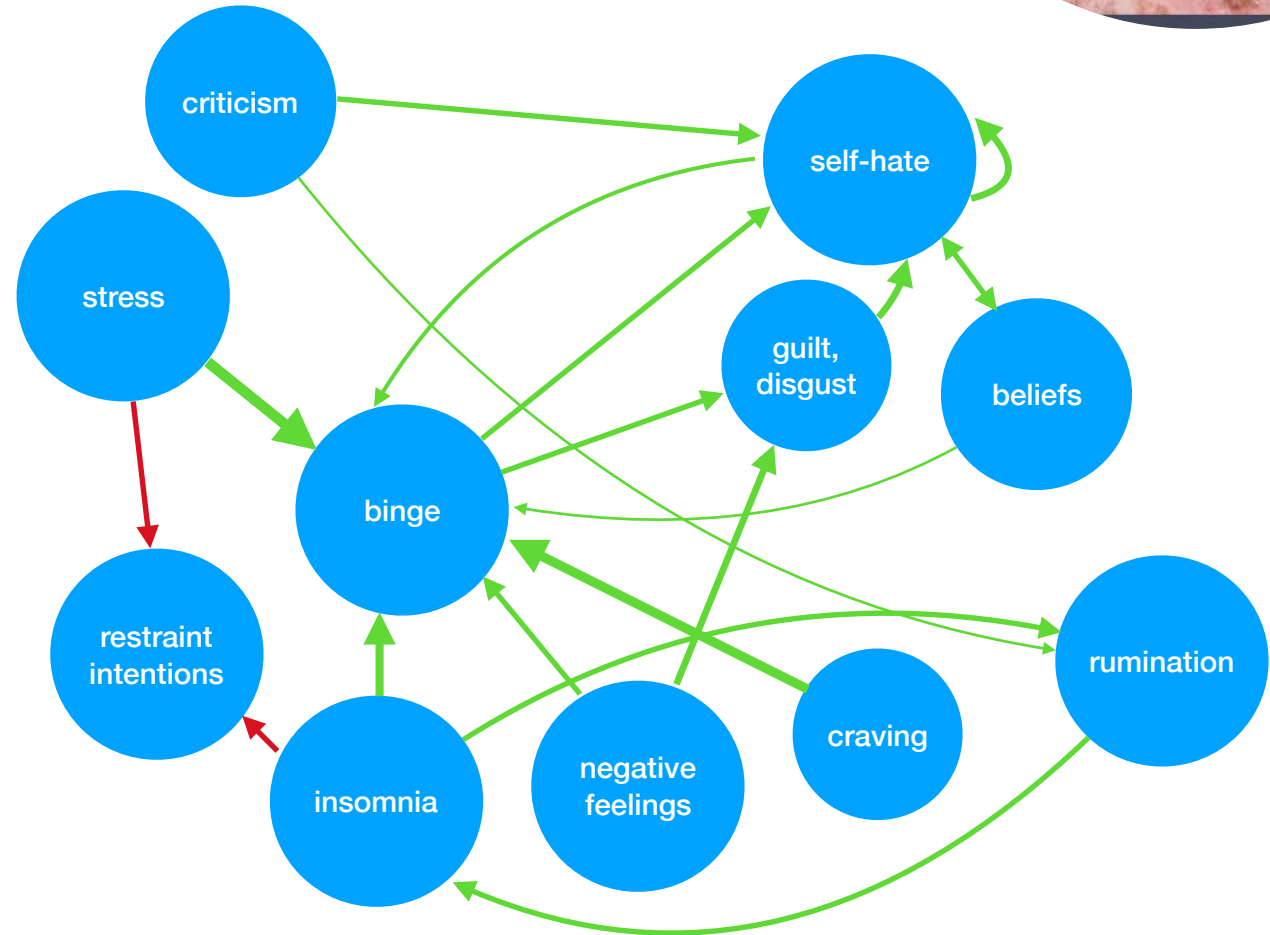 criticism
self-hate
stress
guilt,
disgust
beliefs
binge
restraint
intentions
rumination
craving
negative
feelings
insomnia